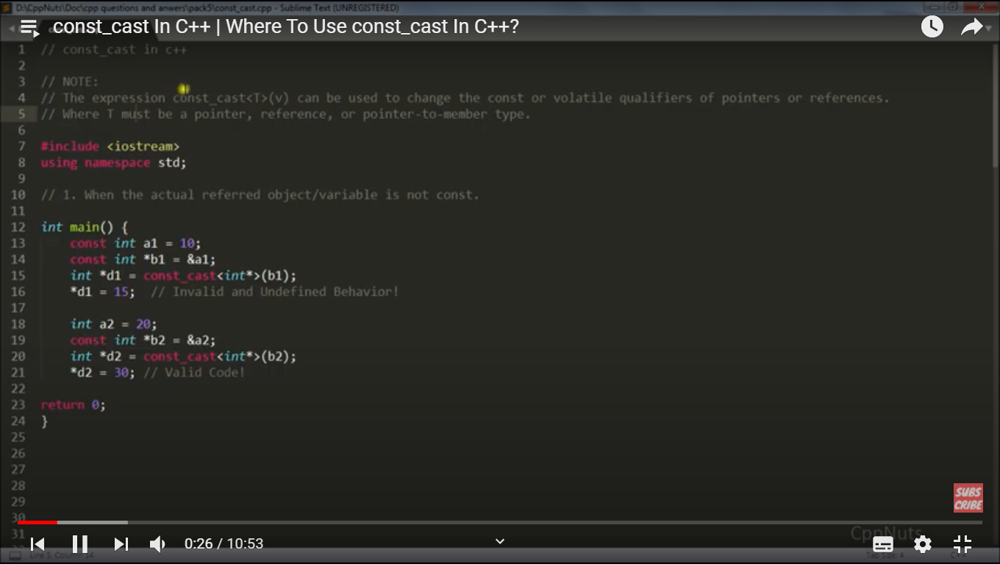 D:\CppNuts\Doc\cpp questions and anwers\pack5\const_cast.cpp - Sublime Text (UNREGISTERED)
const_cast In C++ | Where To Use const_cast In C++?
1 // const_cast in c++
2
3 // NOTE:
4 // The expression const_cast<T>(v) can be used to change the const or volatile qualifiers of pointers or references.
5 // Where T must be a pointer, reference, or pointer-to-member type.
6
7 #include <iostream>
8 using namespace std;
9
10 // 1. When the actual referred object/variable is not const.
11
12 int main() {
13 const int a1 = 10;
14 const int *b1 = &a1;
15 int *d1 = const_cast<int*>(b1);
16 *d1 = 15; // Invalid and Undefined Behavior!
17
18 int a2 = 20;
19 const int *b2 = &a2;
20 int *d2 = const_cast<int*>(b2);
21 *d2 = 30; // Valid Code!
22
23 return 0;
24 }
25
26
27
28
29
30
31
SUBS
CRIBE
CppNuts
0:26 / 10:53
Line 5, Column 14
Tab Size: 4
C++